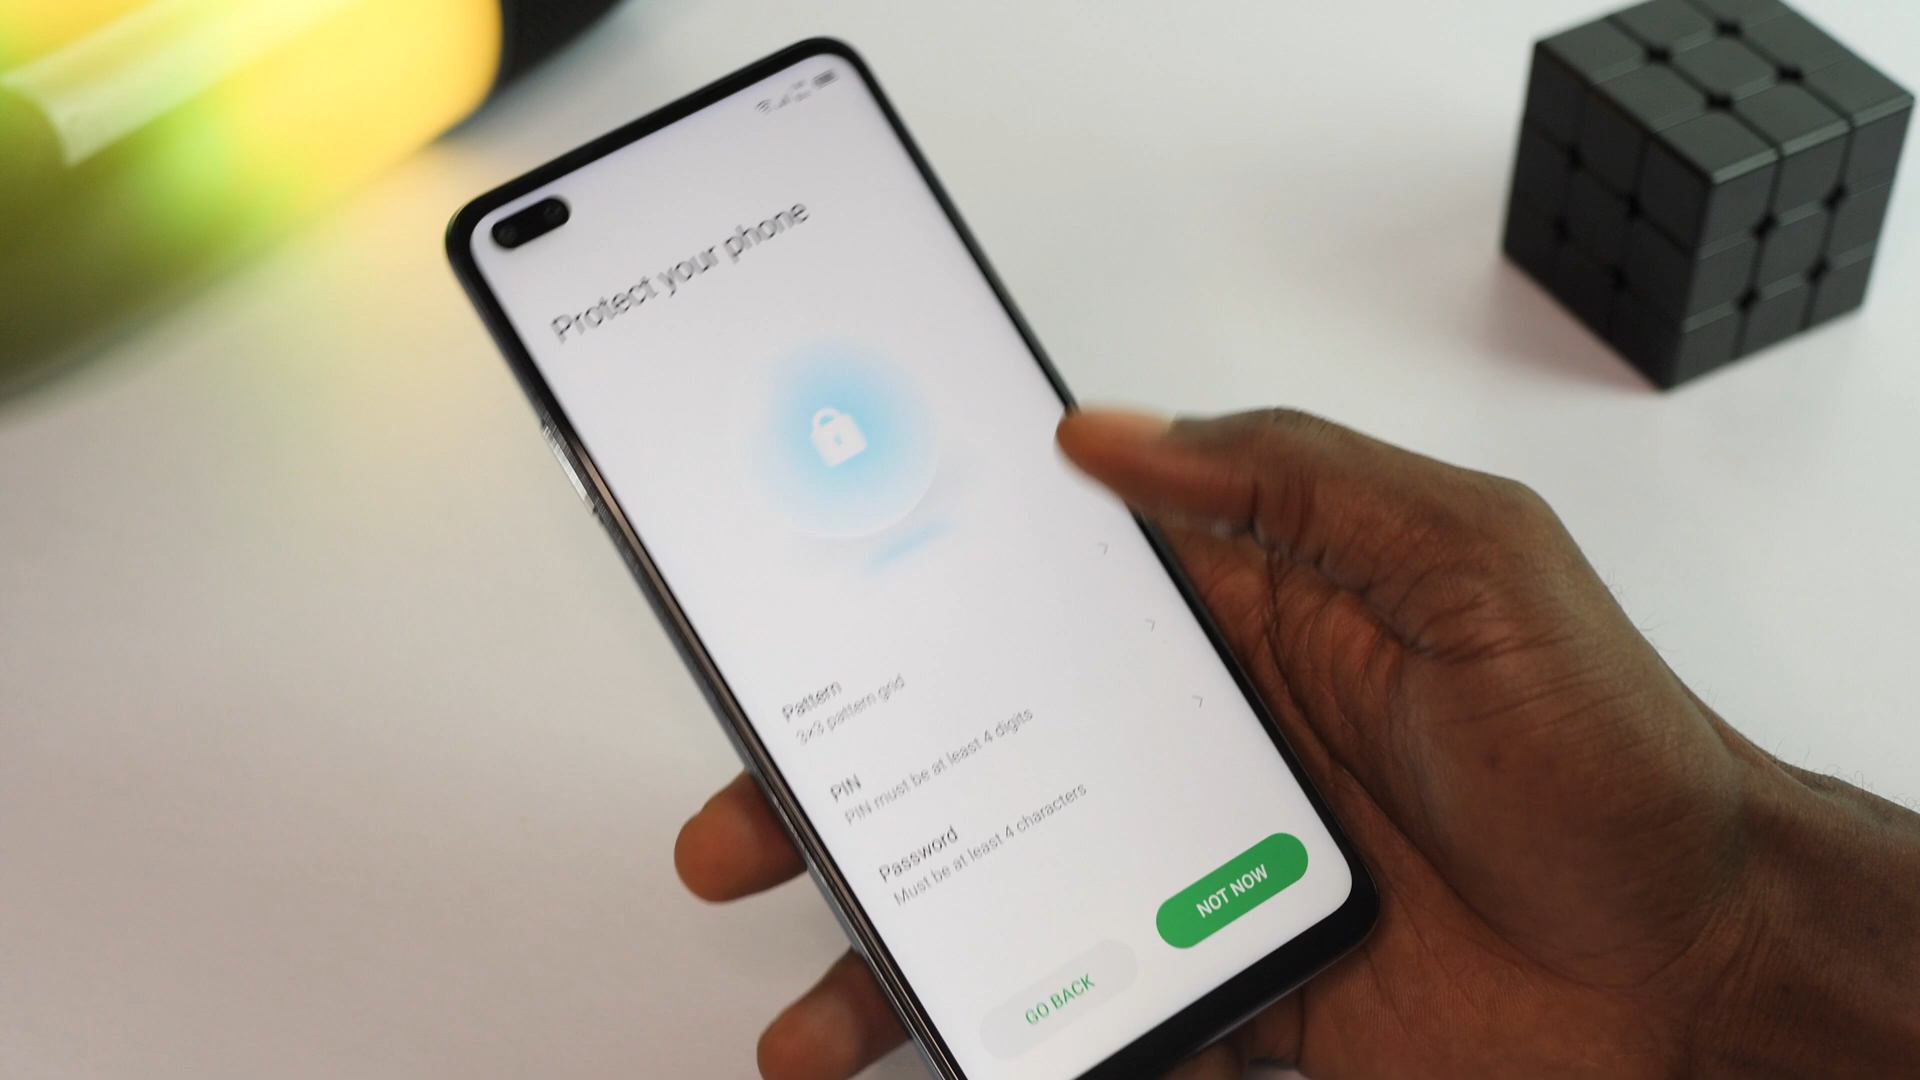 Protect your phone
Pattern
3×3 pattern grid
PIN
PIN must be at least 4 digits
Password
Must be at least 4 characters
NOT NOW
GO BACK